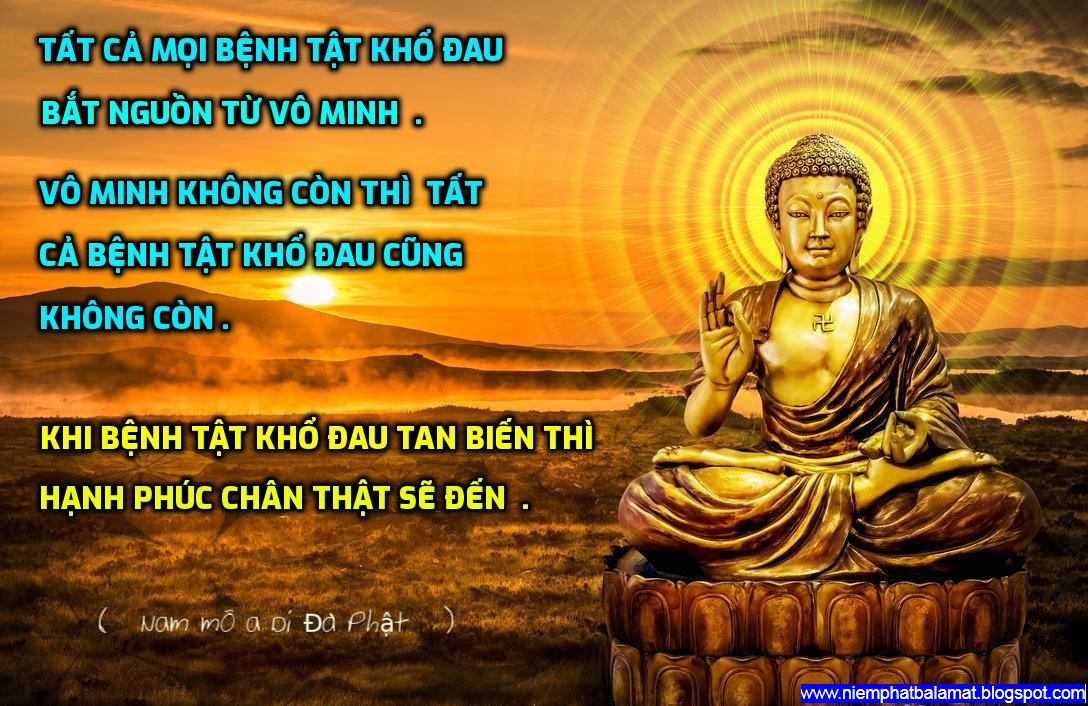 TẤT CẢ MỌI BỆNH TẬT KHỔ ĐAU
BẮT NGUỒN TỪ VÔ MINH .
VÔ MINH KHÔNG CÒN THÌ TẤT
CẢ BỆNH TẬT KHỔ ĐAU CŨNG
KHÔNG CÒN .
KHI BỆNH TẬT KHỔ ĐAU TAN BIẾN THÌ
HẠNH PHÚC CHÂN THẬT SẼ ĐẾN .
( Nam mô a Di Đà Phật )
卍
www.niemphatbalamat.blogspot.com